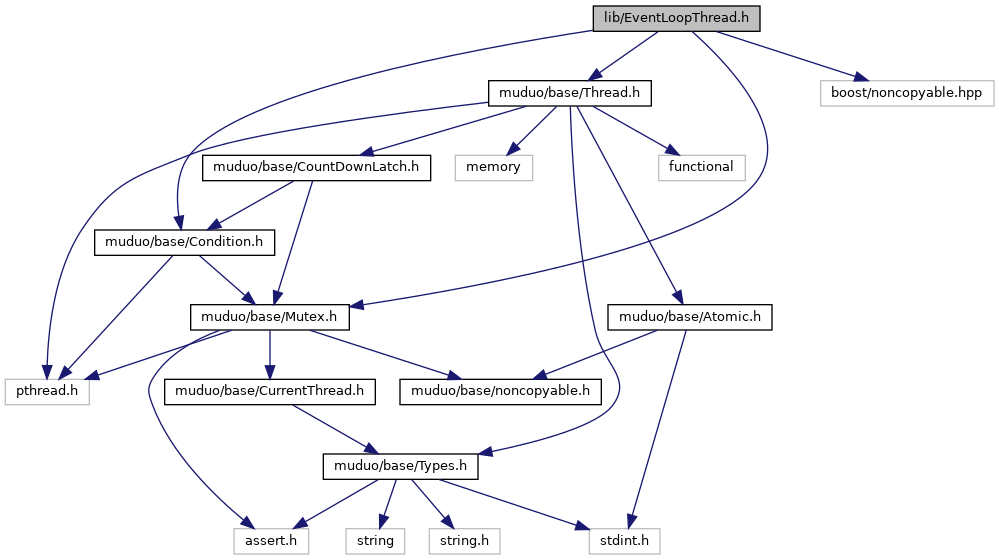 lib/EventLoopThread.h
muduo/base/Thread.h
boost/noncopyable.hpp
muduo/base/CountDownLatch.h
memory
functional
muduo/base/Condition.h
muduo/base/Mutex.h
muduo/base/Atomic.h
pthread.h
muduo/base/CurrentThread.h
muduo/base/noncopyable.h
muduo/base/Types.h
assert.h
string
string.h
stdint.h